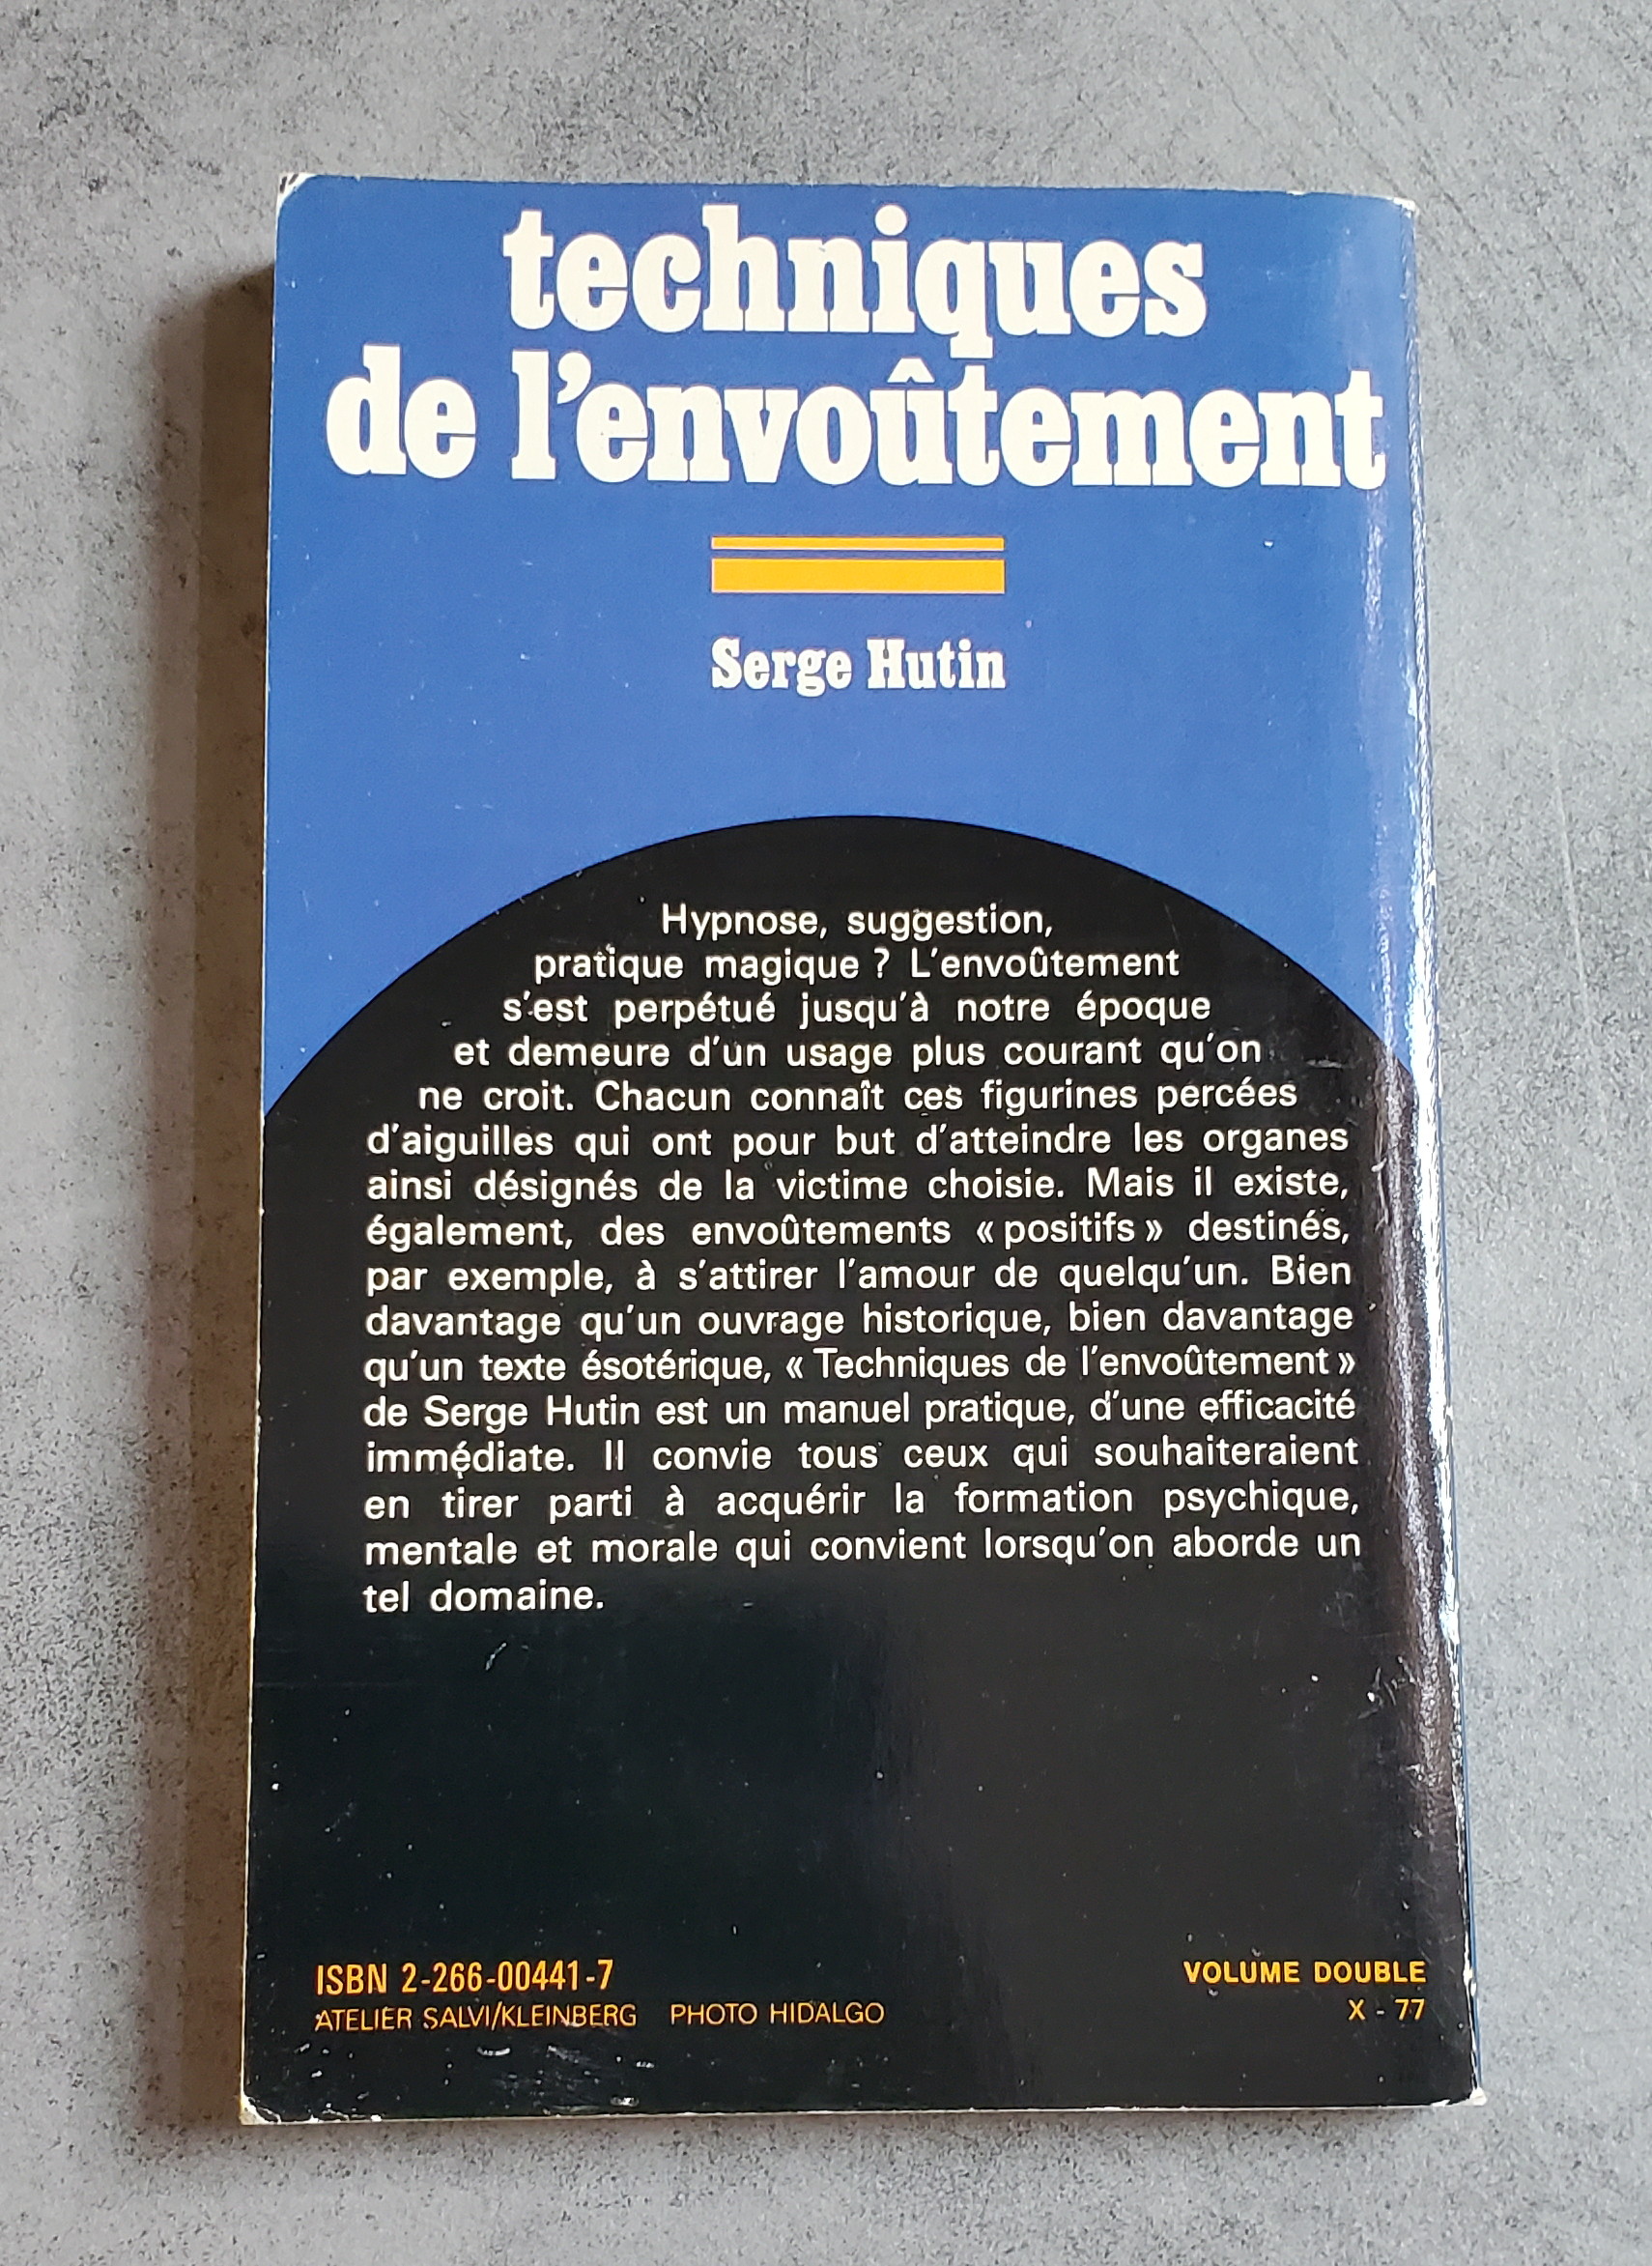 techniques
de l'envoûtement
Serge Hutin
Hypnose, suggestion,
pratique magique ? L'envoûtement
s'est perpétué jusqu'à notre époque
et demeure d'un usage plus courant qu'on
ne croit. Chacun connaît ces figurines percées
d'aiguilles qui ont pour but d'atteindre les organes
ainsi désignés de la victime choisie. Mais il existe,
également, des envoûtements « positifs » destinés,
par exemple, à s'attirer l'amour de quelqu'un. Bien
davantage qu'un ouvrage historique, bien davantage
qu'un texte ésotérique, « Techniques de l'envoûtement »
de Serge Hutin est un manuel pratique, d'une efficacité
immédiate. Il convie tous ceux qui souhaiteraient
en tirer parti à acquérir la formation psychique,
mentale et morale qui convient lorsqu'on aborde un
tel domaine.
ISBN 2-266-00441-7
ATELIER SALVI/KLEINBERG PHOTO HIDALGO
VOLUME DOUBLE
X - 77